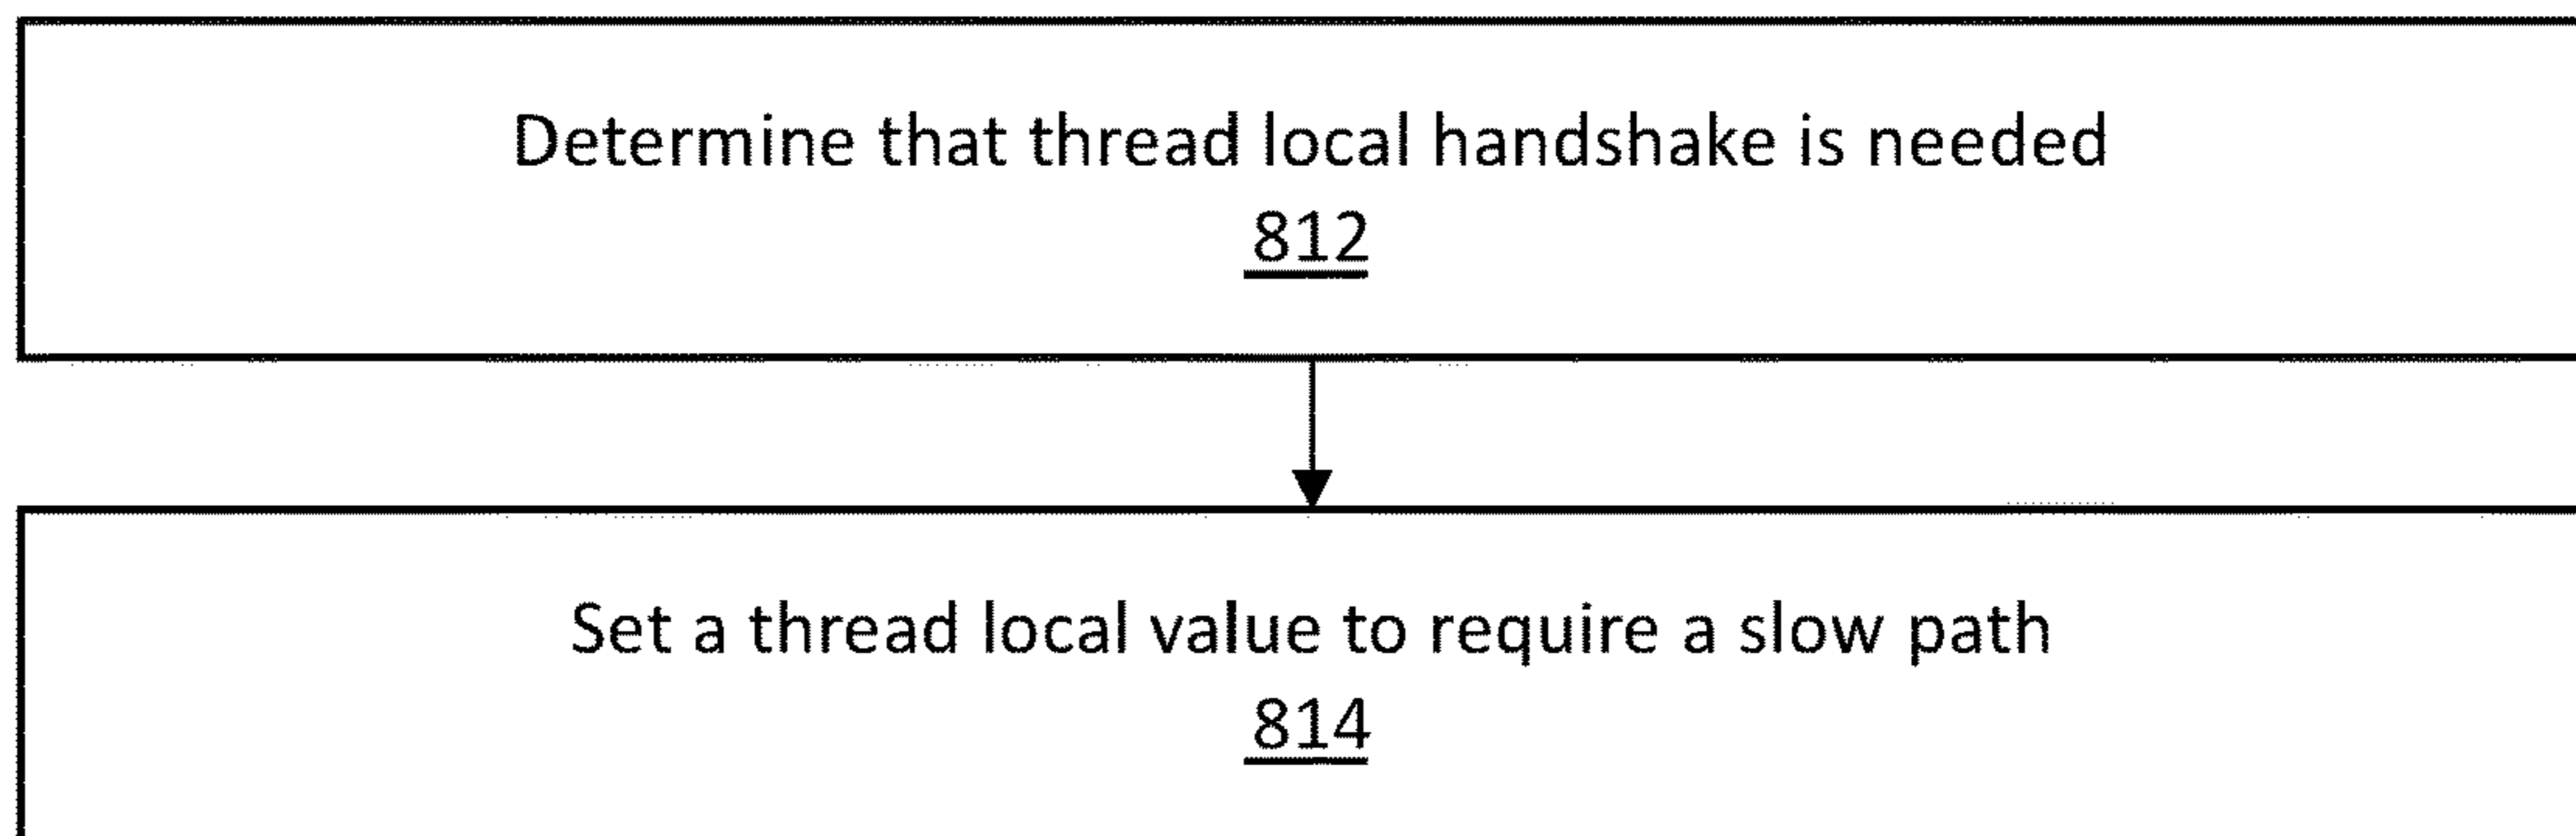 Determine that thread local handshake is needed
812
Set a thread local value to require a slow path
814